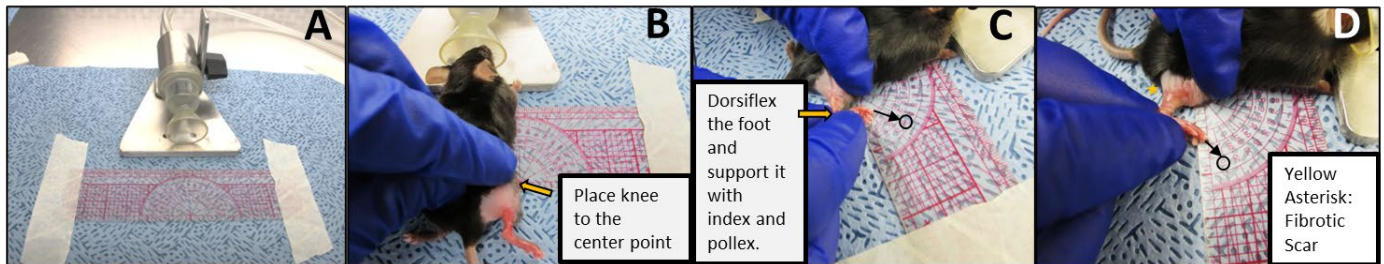 A
B
C
D
Place knee
to the
center point
Dorsiflex
the foot
and
support it
with
index and
pollex.
Yellow
Asterisk:
Fibrotic
Scar